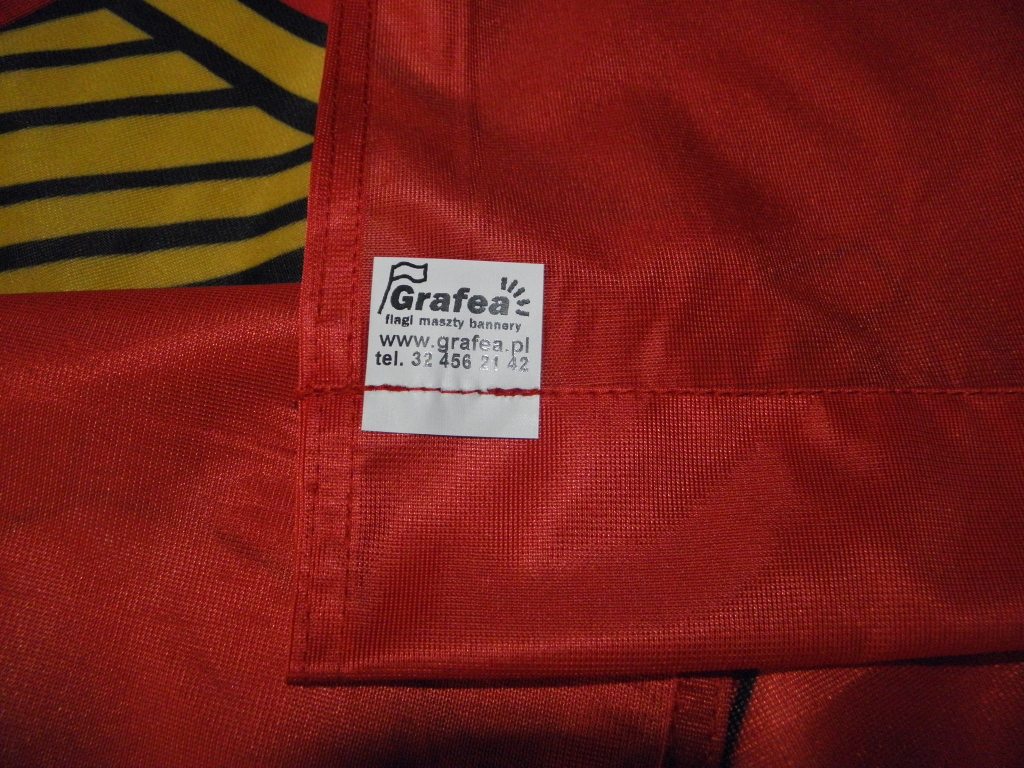 Grafea
flagi maszty bannery
www.grafea.pl
tel. 32 456 21 42